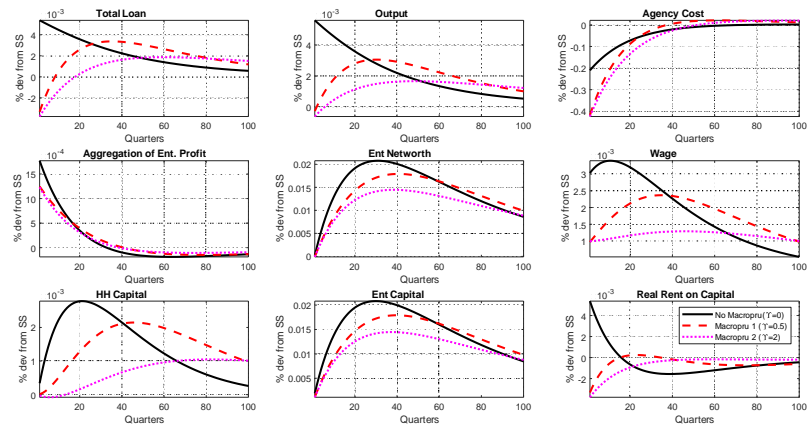 Total Loan
×10⁻³
% dev from SS
4
2
0
-2
20 40 60 80 100
Quarters
Output
×10⁻³
% dev from SS
4
2
0
20 40 60 80 100
Quarters
Agency Cost
% dev from SS
0
-0.1
-0.2
-0.3
-0.4
20 40 60 80 100
Quarters
Aggregation of Ent. Profit
×10⁻⁴
% dev from SS
15
10
5
0
20 40 60 80 100
Quarters
Ent Networth
% dev from SS
0.02
0.015
0.01
0.005
0
20 40 60 80 100
Quarters
Wage
×10⁻³
% dev from SS
3
2.5
2
1.5
1
20 40 60 80 100
Quarters
HH Capital
×10⁻³
% dev from SS
2
1
0
20 40 60 80 100
Quarters
Ent Capital
% dev from SS
0.02
0.015
0.01
0.005
20 40 60 80 100
Quarters
Real Rent on Capital
×10⁻³
% dev from SS
4
2
0
-2
20 40 60 80 100
Quarters
No Macropru(ϒ=0)
Macropru 1 (ϒ=0.5)
Macropru 2 (ϒ=2)